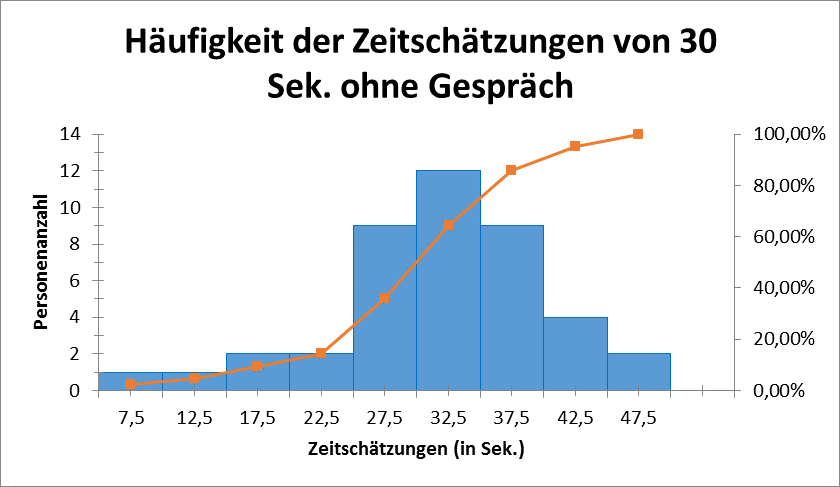 Häufigkeit der Zeitschätzungen von 30
Sek. ohne Gespräch
Personenanzahl
14
12
10
8
6
4
2
0
100,00%
80,00%
60,00%
40,00%
20,00%
0,00%
7,5 12,5 17,5 22,5 27,5 32,5 37,5 42,5 47,5
Zeitschätzungen (in Sek.)